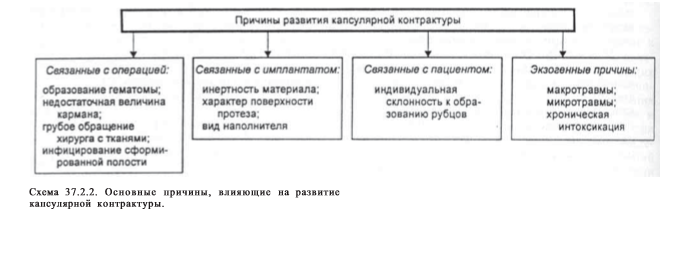 Причины развития капсулярной контрактуры
Связанные с операцией:
образование гематомы;
недостаточная величина
кармана;
грубое обращение
хирурга с тканями;
инфицирование сформи-
рованной полости
Связанные с имплантатом:
инертность материала;
характер поверхности
протеза;
вид наполнителя
Связанные с пациентом:
индивидуальная
склонность к обра-
зованию рубцов
Экзогенные причины:
макротравмы;
микротравмы;
хроническая
интоксикация
Схема 37.2.2. Основные причины, влияющие на развитие
капсулярной контрактуры.